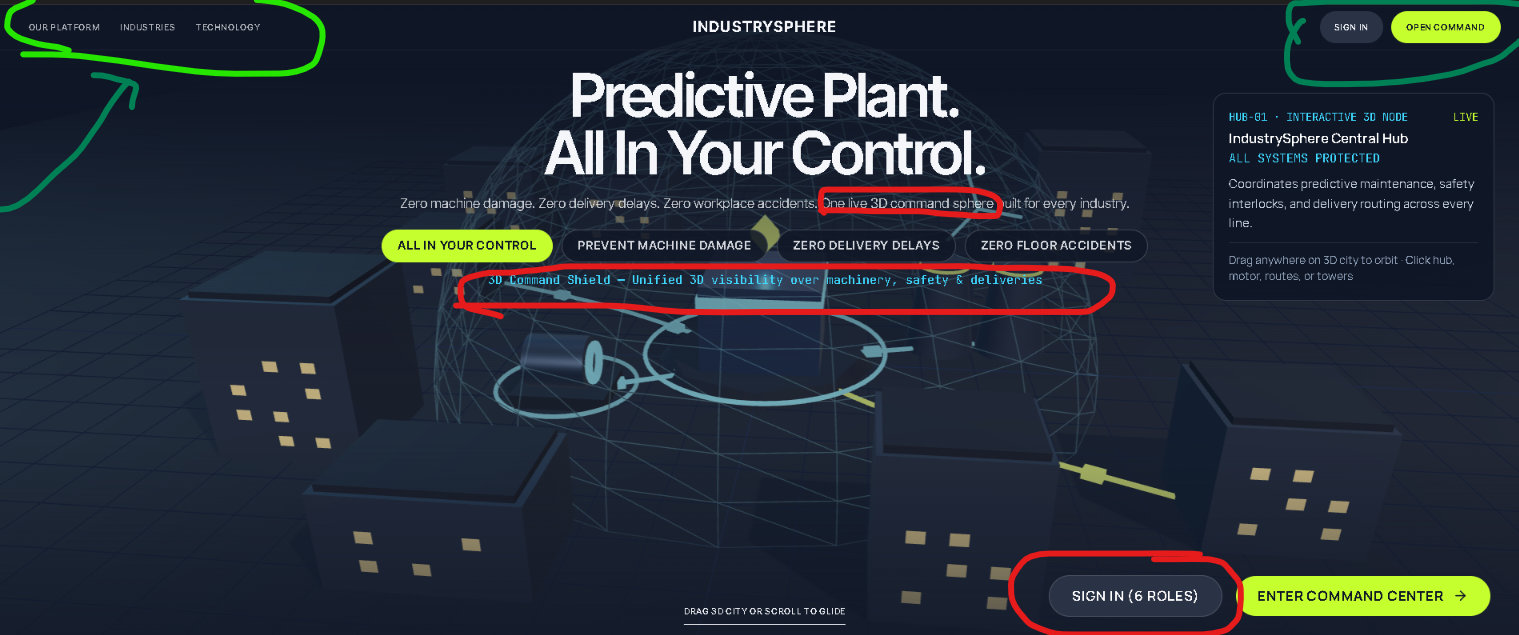 OUR PLATFORM INDUSTRIES TECHNOLOGY
INDUSTRYSPHERE
SIGN IN OPEN COMMAND
Predictive Plant.
All In Your Control.
Zero machine damage. Zero delivery delays. Zero workplace accidents. One live 3D command sphere built for every industry.
ALL IN YOUR CONTROL PREVENT MACHINE DAMAGE ZERO DELIVERY DELAYS ZERO FLOOR ACCIDENTS
3D Command Shield — Unified 3D visibility over machinery, safety & deliveries
HUB-01 · INTERACTIVE 3D NODE LIVE
IndustrySphere Central Hub
ALL SYSTEMS PROTECTED
Coordinates predictive maintenance, safety
interlocks, and delivery routing across every
line.
Drag anywhere on 3D city to orbit · Click hub,
motor, routes, or towers
SIGN IN (6 ROLES) ENTER COMMAND CENTER →
DRAG 3D CITY OR SCROLL TO GLIDE